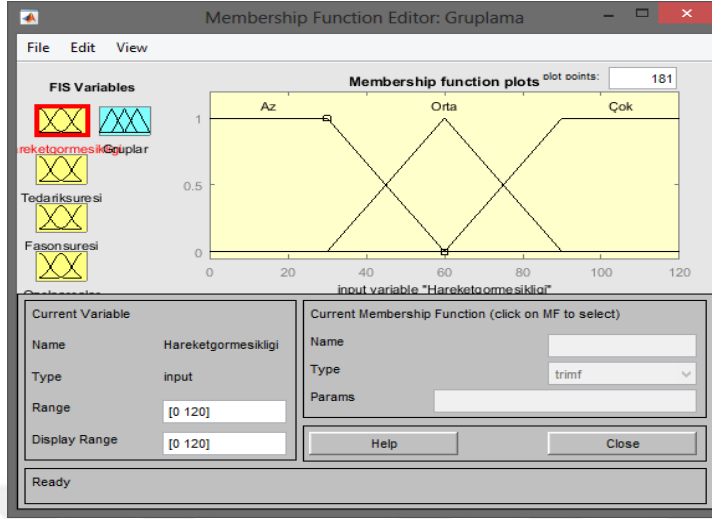 Membership Function Editor: Gruplama
File Edit View
FIS Variables
Membership function plots plot points: 181
reketgormesikligi Gruplar
Tedariksuresi
Fasonsuresi
Az Orta Çok
1
0.5
0
0 20 40 60 80 100 120
input variable "Hareketgormesikligi"
Current Variable
Name Hareketgormesikligi
Type input
Range [0 120]
Display Range [0 120]
Current Membership Function (click on MF to select)
Name
Type trimf
Params
Help Close
Ready